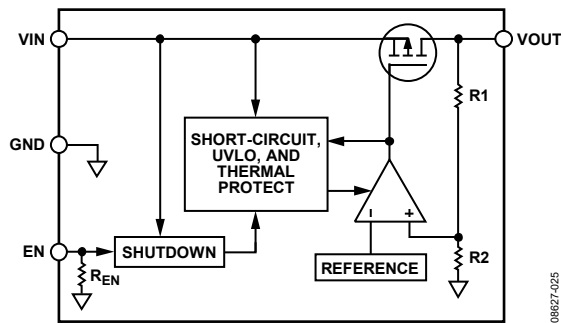 VIN
VOUT
R1
GND
SHORT-CIRCUIT,
UVLO, AND
THERMAL
PROTECT
EN
SHUTDOWN
REN
REFERENCE
R2
08627-025